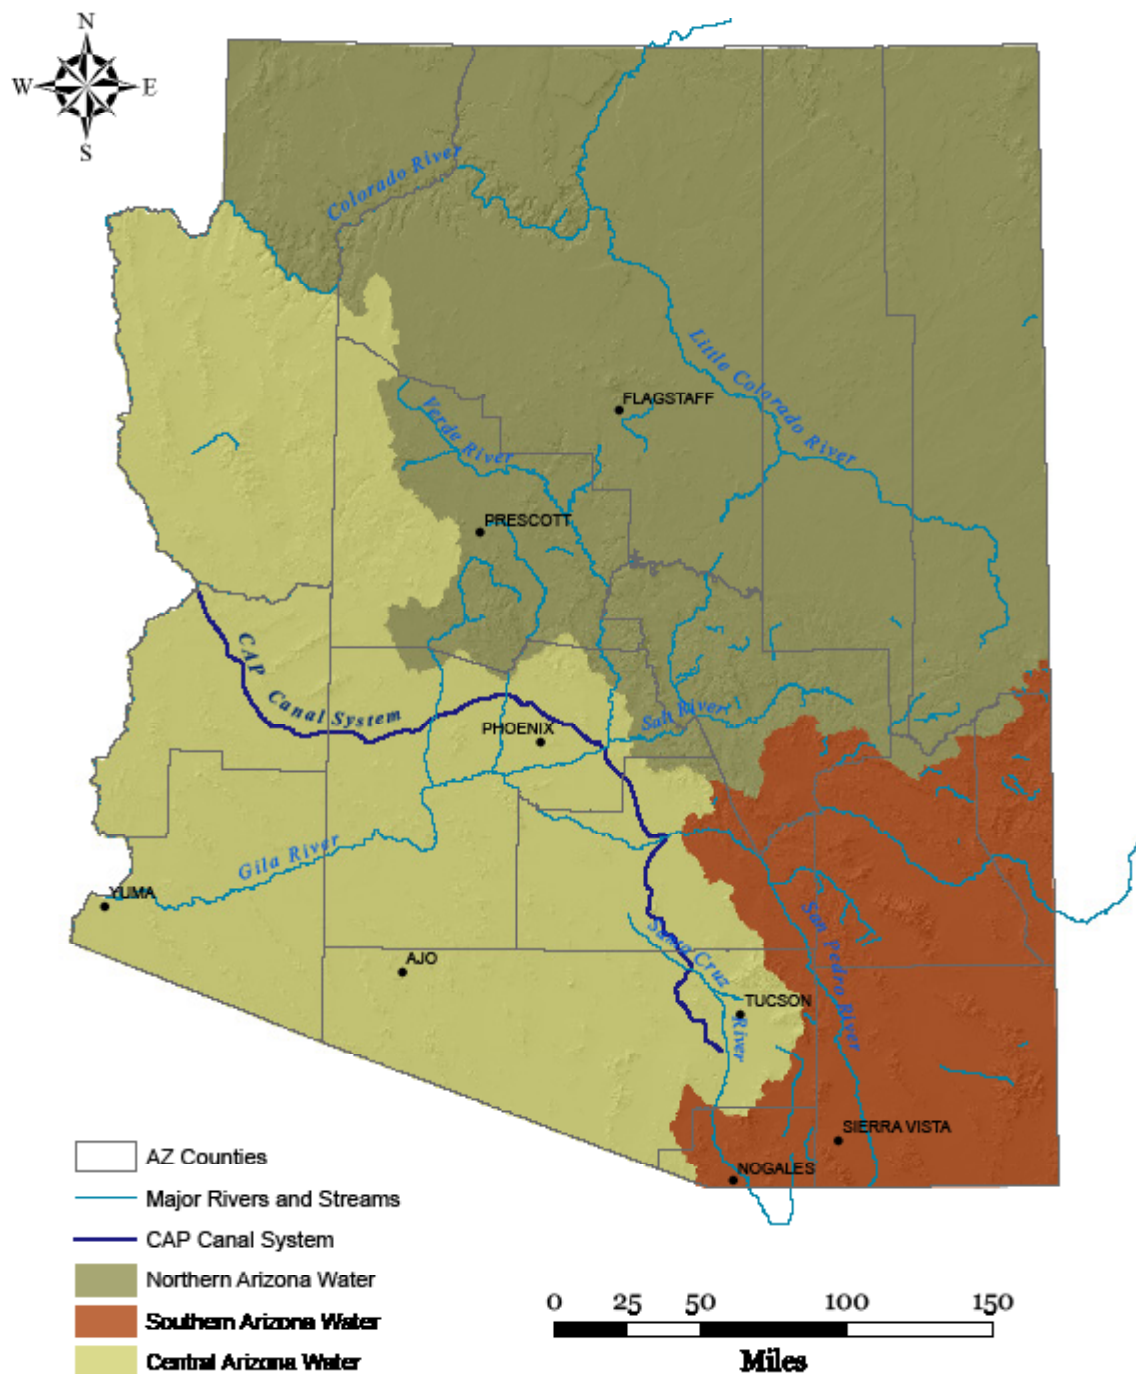 N
W E
S
Colorado River
Little Colorado River
FLAGSTAFF
Verde River
PRESCOTT
CAP Canal System
Salt River
PHOENIX
Gila River
YUMA
San Pedro River
Santa Cruz River
AJO
TUCSON
SIERRA VISTA
NOGALES
AZ Counties
Major Rivers and Streams
CAP Canal System
Northern Arizona Water
Southern Arizona Water
Central Arizona Water
0 25 50 100 150
Miles